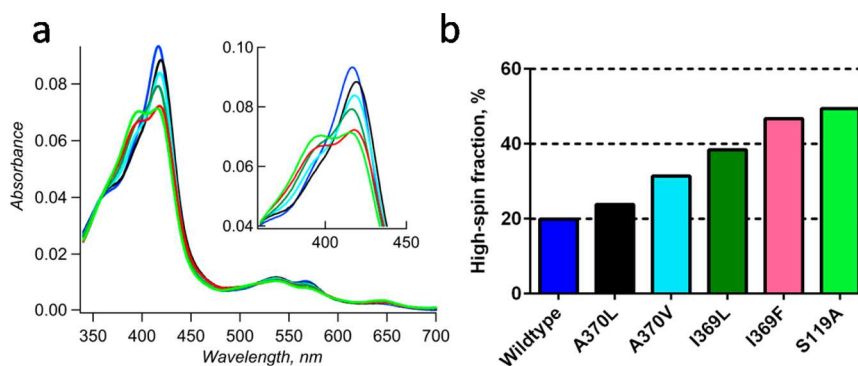 a
0.08
0.06
0.04
0.02
0.00
Absorbance
350 400 450 500 550 600 650 700
Wavelength, nm
0.10
0.08
0.06
0.04
400 450
b
60
40
20
0
High-spin fraction, %
Wildtype
A370L
A370V
I369L
I369F
S119A